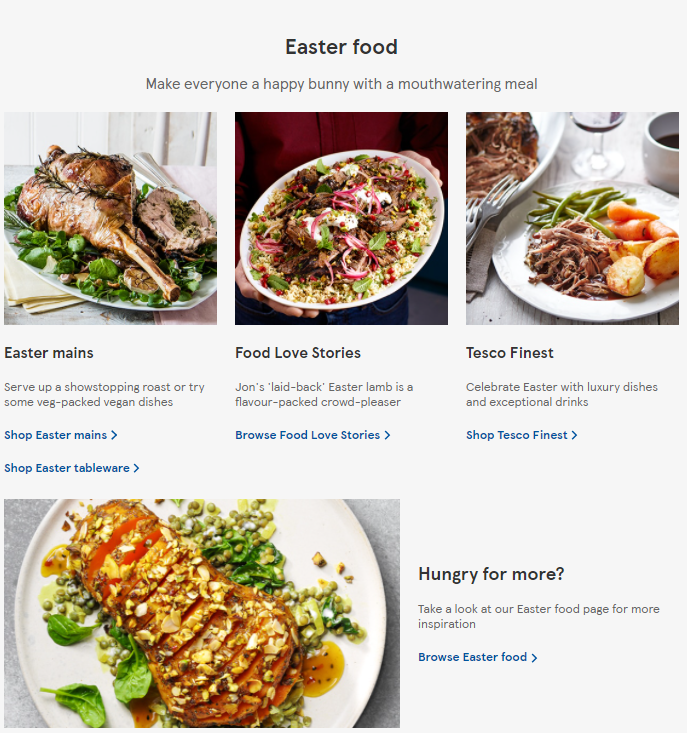 Easter food
Make everyone a happy bunny with a mouthwatering meal
Easter mains
Serve up a showstopping roast or try
some veg-packed vegan dishes
Shop Easter mains
Shop Easter tableware
Food Love Stories
Jon's 'laid-back' Easter lamb is a
flavour-packed crowd-pleaser
Browse Food Love Stories
Tesco Finest
Celebrate Easter with luxury dishes
and exceptional drinks
Shop Tesco Finest
Hungry for more?
Take a look at our Easter food page for more
inspiration
Browse Easter food